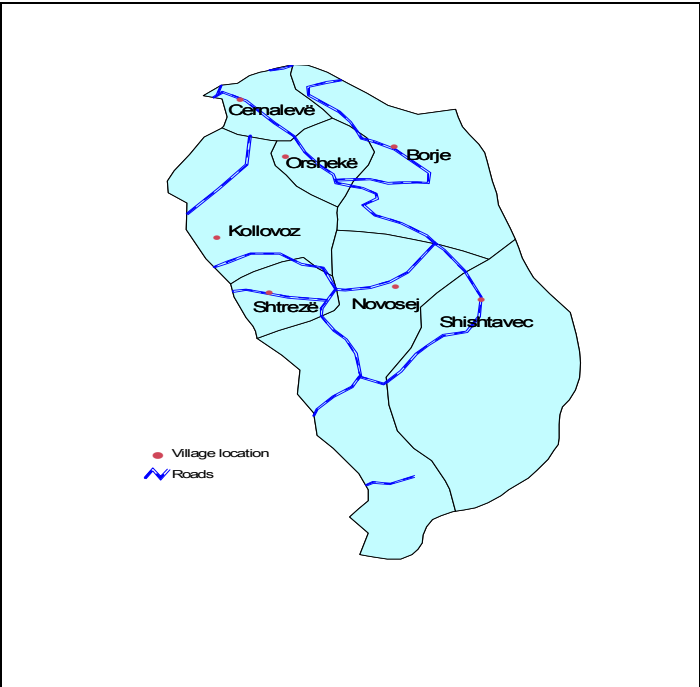 Cernalevë
Borje
Orshekë
Kollovoz
Shtrezë
Novosej
Shishtavec
Village location
Roads